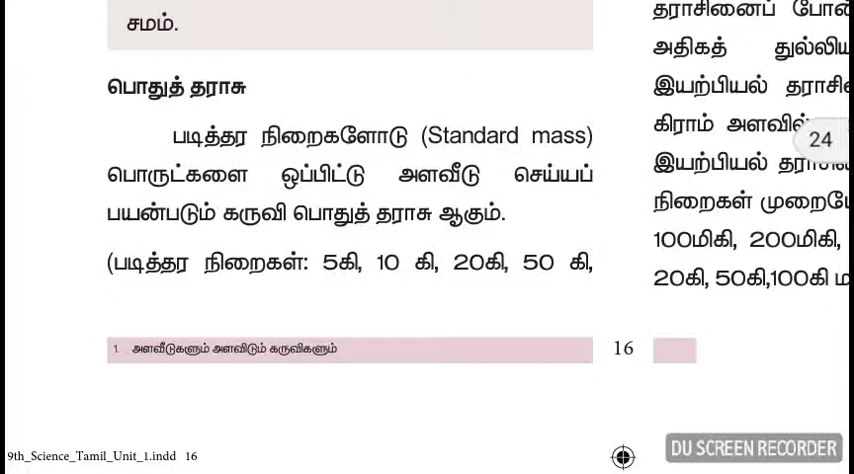 சமம்.
பொதுத் தராசு
படித்தர நிறைகளோடு (Standard mass)
பொருட்களை ஒப்பிட்டு அளவீடு செய்யப்
பயன்படும் கருவி பொதுத் தராசு ஆகும்.
(படித்தர நிறைகள்: 5கி, 10 கி, 20கி, 50 கி,
1. அளவீடுகளும் அளவிடும் கருவிகளும்
16
தராசினைப்
அதிகத்
இயற்பியல்
கிராம்
24
இயற்பியல்
நிறைகள்
100மிகி, 200மிகி,
20கி, 50கி,100கி
9th_Science_Tamil_Unit_1.indd 16
DU SCREEN RECORDER